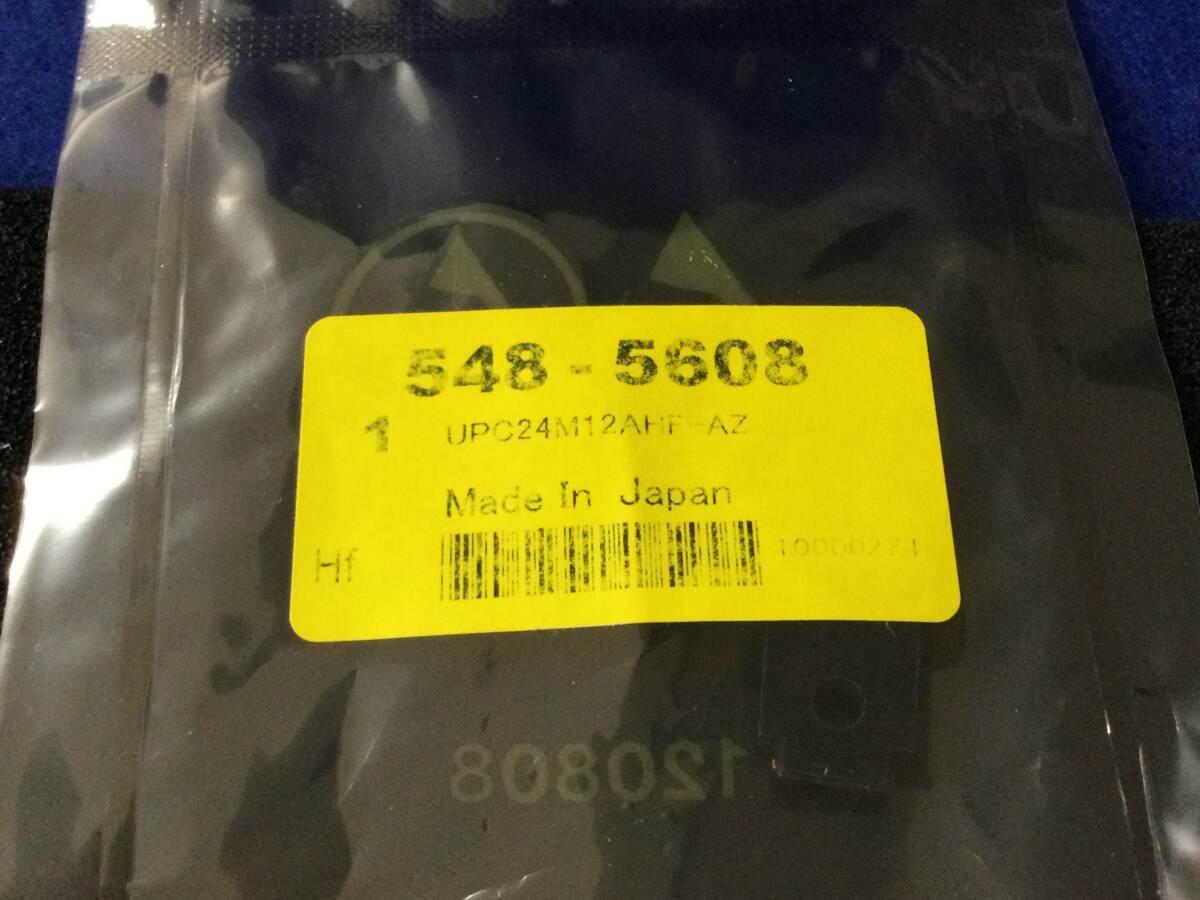 548 - 5608
1 UPC24M12AHF-AZ
Made In Japan
Hf 10000274
120808